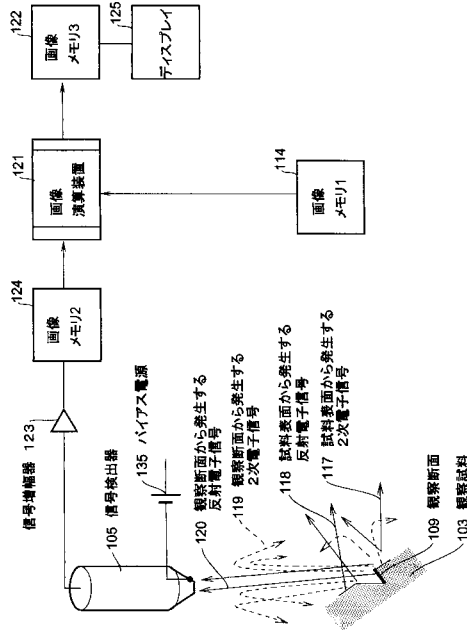 122
画像
メモリ3
125
ディスプレイ
121
画像
演算装置
114
画像
メモリ1
124
画像
メモリ2
123
信号増幅器
135 バイアス電源
105 信号検出器
120 観察断面から発生する
反射電子信号
119 観察断面から発生する
2次電子信号
118 試料表面から発生する
反射電子信号
117 試料表面から発生する
2次電子信号
109 観察断面
103 観察試料